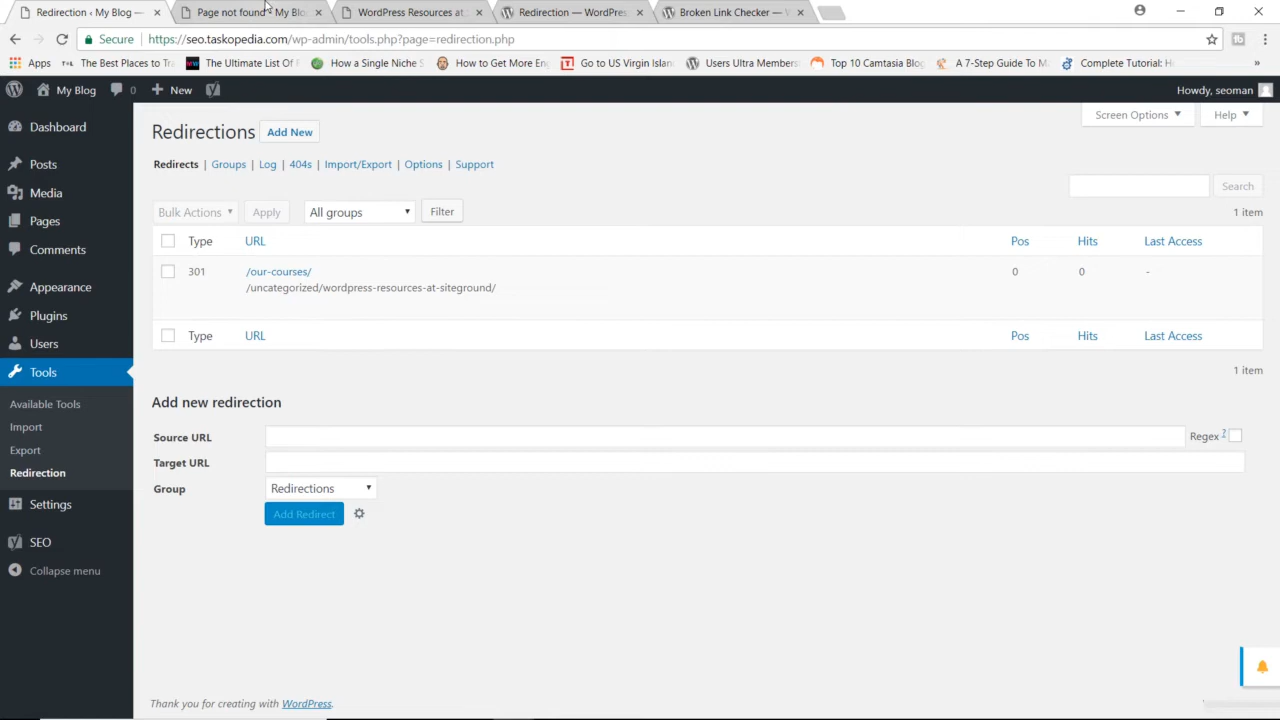 Redirection ‹ My Blog —
Page not found - My Blo
WordPress Resources at
Redirection — WordPres
Broken Link Checker — W
Secure
https://seo.taskopedia.com/wp-admin/tools.php?page=redirection.php
Apps
The Best Places to Tra
The Ultimate List Of
How a Single Niche S
How to Get More Eng
Go to US Virgin Islan
Users Ultra Members
Top 10 Camtasia Blog
A 7-Step Guide To M
Complete Tutorial: H
»
My Blog
0
New
Howdy, seoman
Dashboard
Posts
Media
Pages
Comments
Appearance
Plugins
Users
Tools
Available Tools
Import
Export
Redirection
Settings
SEO
Collapse menu
Screen Options
Help
Redirections Add New
Redirects | Groups | Log | 404s | Import/Export | Options | Support
Search
Bulk Actions
Apply
All groups
Filter
1 item
Type URL Pos Hits Last Access
301 /our-courses/ 0 0 -
/uncategorized/wordpress-resources-at-siteground/
Type URL Pos Hits Last Access
1 item
Add new redirection
Source URL
Regex ?
Target URL
Group Redirections
Add Redirect
Thank you for creating with WordPress.